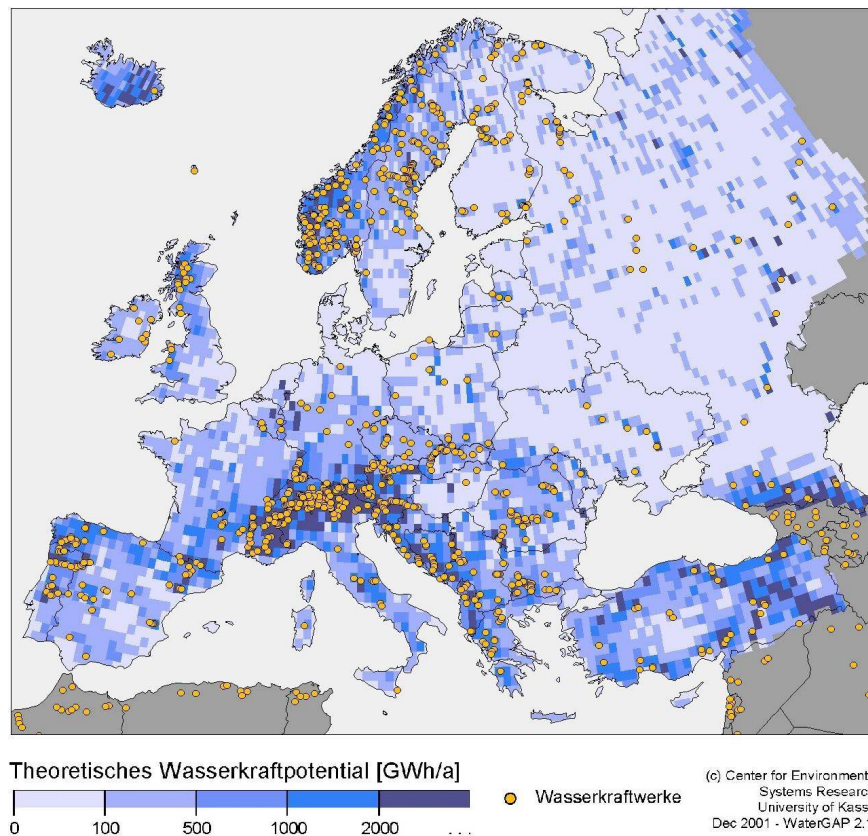 Theoretisches Wasserkraftpotential [GWh/a]
0 100 500 1000 2000 . . .
Wasserkraftwerke
(c) Center for Environment
Systems Researc
University of Kass
Dec 2001 - WaterGAP 2.